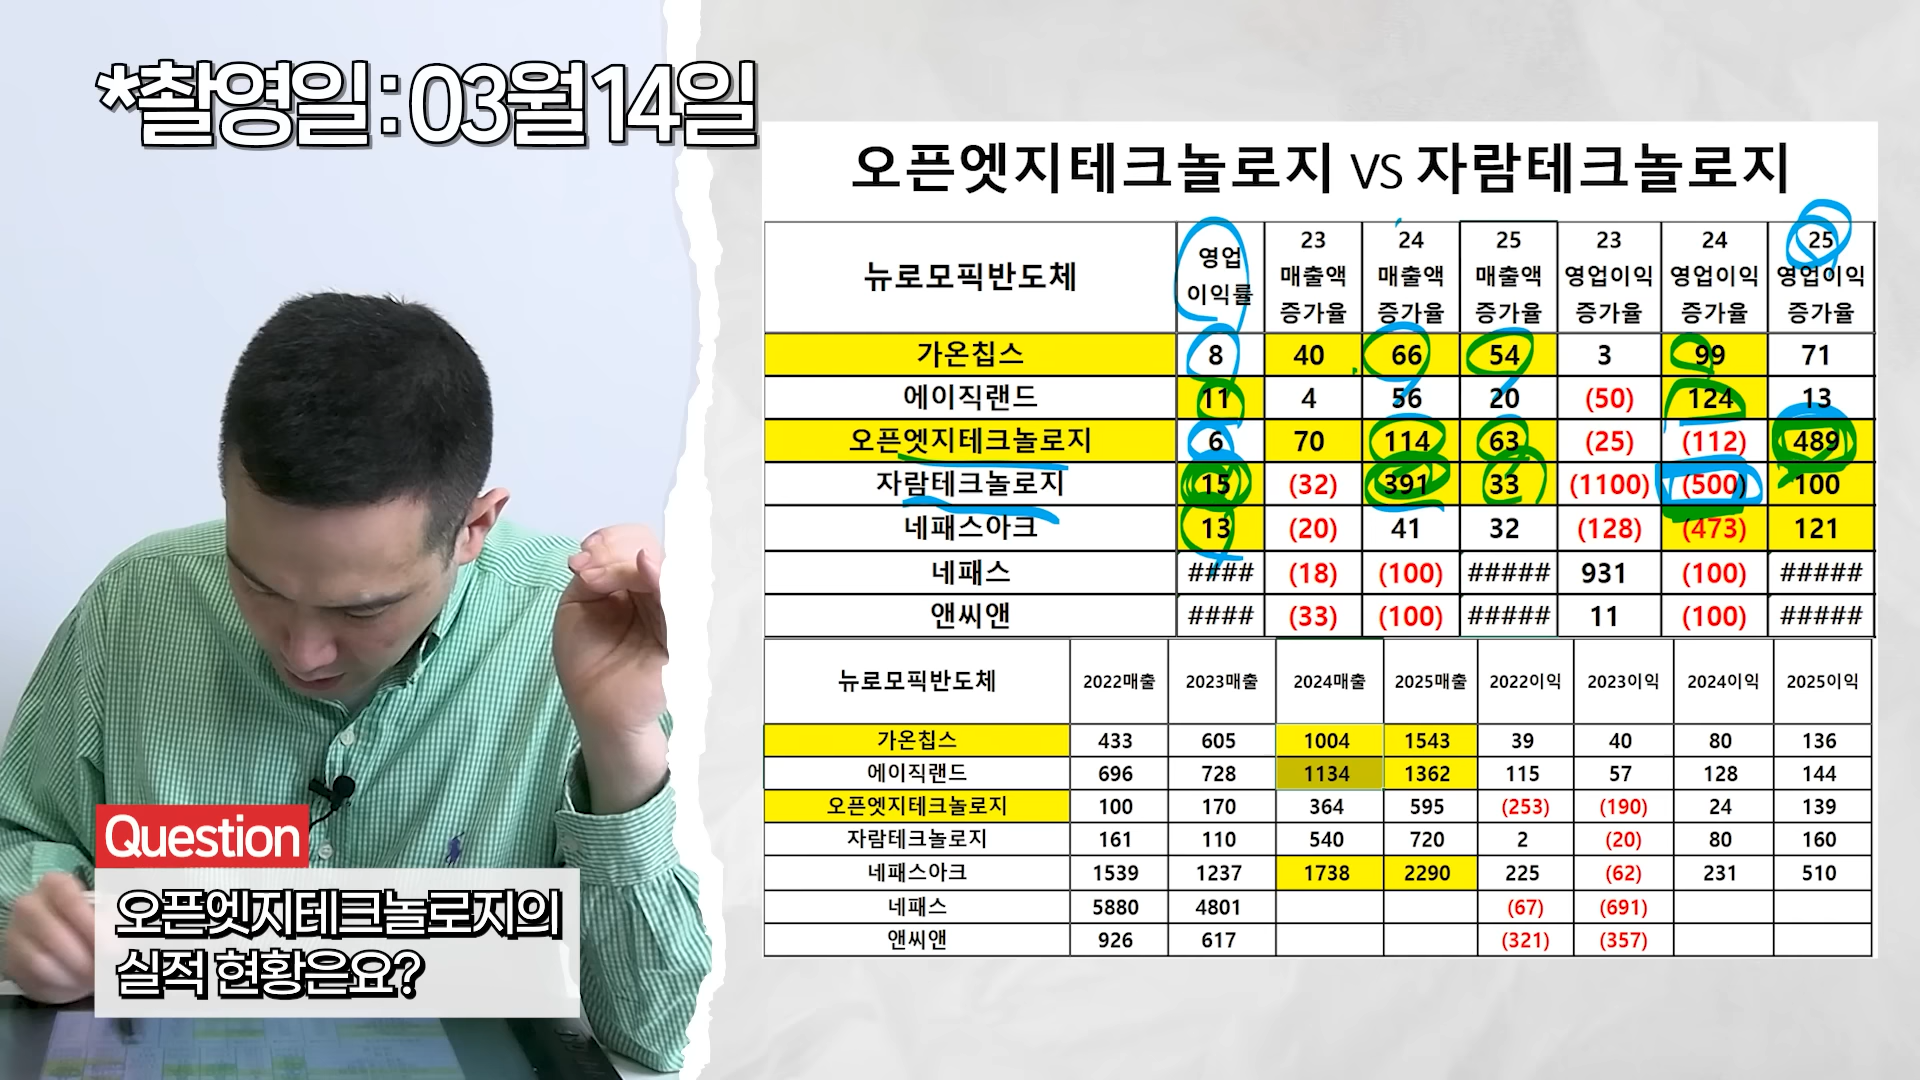 *촬영일 : 03월 14일
오픈엣지테크놀로지 VS 자람테크놀로지
뉴로모픽반도체 영업 이익률 23 매출액 증가율 24 매출액 증가율 25 매출액 증가율 23 영업이익 증가율 24 영업이익 증가율 25 영업이익 증가율
가온칩스 8 40 66 54 3 99 71
에이직랜드 11 4 56 20 (50) 124 13
오픈엣지테크놀로지 6 70 114 63 (25) (112) 489
자람테크놀로지 15 (32) 391 33 (1100) (500) 100
네패스아크 13 (20) 41 32 (128) (473) 121
네패스 #### (18) (100) ##### 931 (100) #####
앤씨앤 #### (33) (100) ##### 11 (100) #####
뉴로모픽반도체 2022매출 2023매출 2024매출 2025매출 2022이익 2023이익 2024이익 2025이익
가온칩스 433 605 1004 1543 39 40 80 136
에이직랜드 696 728 1134 1362 115 57 128 144
오픈엣지테크놀로지 100 170 364 595 (253) (190) 24 139
자람테크놀로지 161 110 540 720 2 (20) 80 160
네패스아크 1539 1237 1738 2290 225 (62) 231 510
네패스 5880 4801 (67) (691)
앤씨앤 926 617 (321) (357)
Question
오픈엣지테크놀로지의
실적 현황은요?